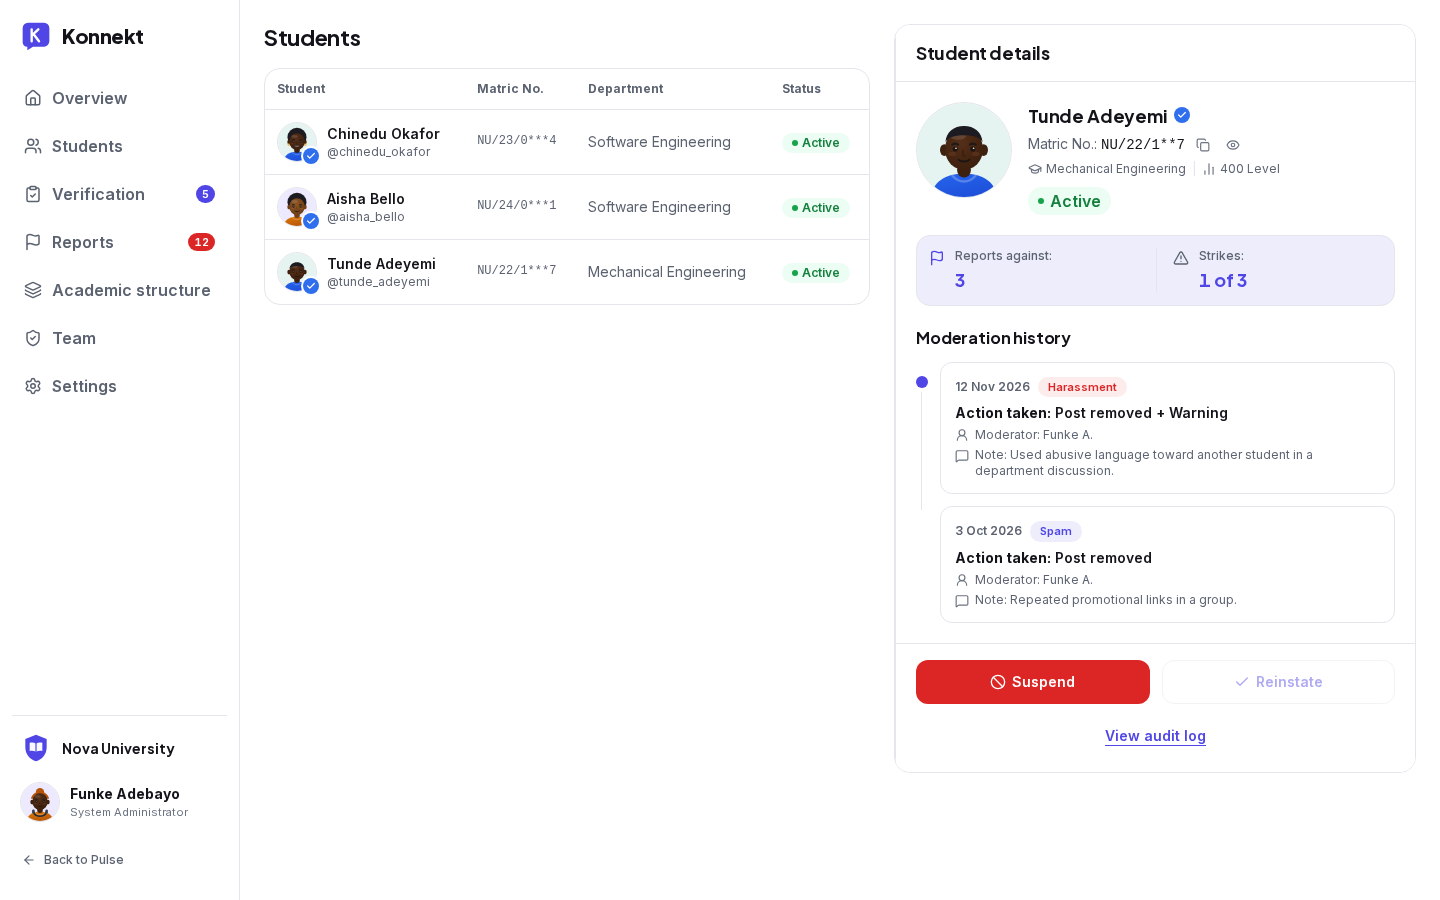 Konnekt
Overview
Students
Verification 5
Reports 12
Academic structure
Team
Settings
Nova University
Funke Adebayo
System Administrator
Back to Pulse
Students
Student Matric No. Department Status
Chinedu Okafor
@chinedu_okafor
NU/23/0***4
Software Engineering
Active
Aisha Bello
@aisha_bello
NU/24/0***1
Software Engineering
Active
Tunde Adeyemi
@tunde_adeyemi
NU/22/1***7
Mechanical Engineering
Active
Student details
Tunde Adeyemi
Matric No.: NU/22/1**7
Mechanical Engineering 400 Level
Active
Reports against:
3
Strikes:
1 of 3
Moderation history
12 Nov 2026 Harassment
Action taken: Post removed + Warning
Moderator: Funke A.
Note: Used abusive language toward another student in a
department discussion.
3 Oct 2026 Spam
Action taken: Post removed
Moderator: Funke A.
Note: Repeated promotional links in a group.
Suspend Reinstate
View audit log